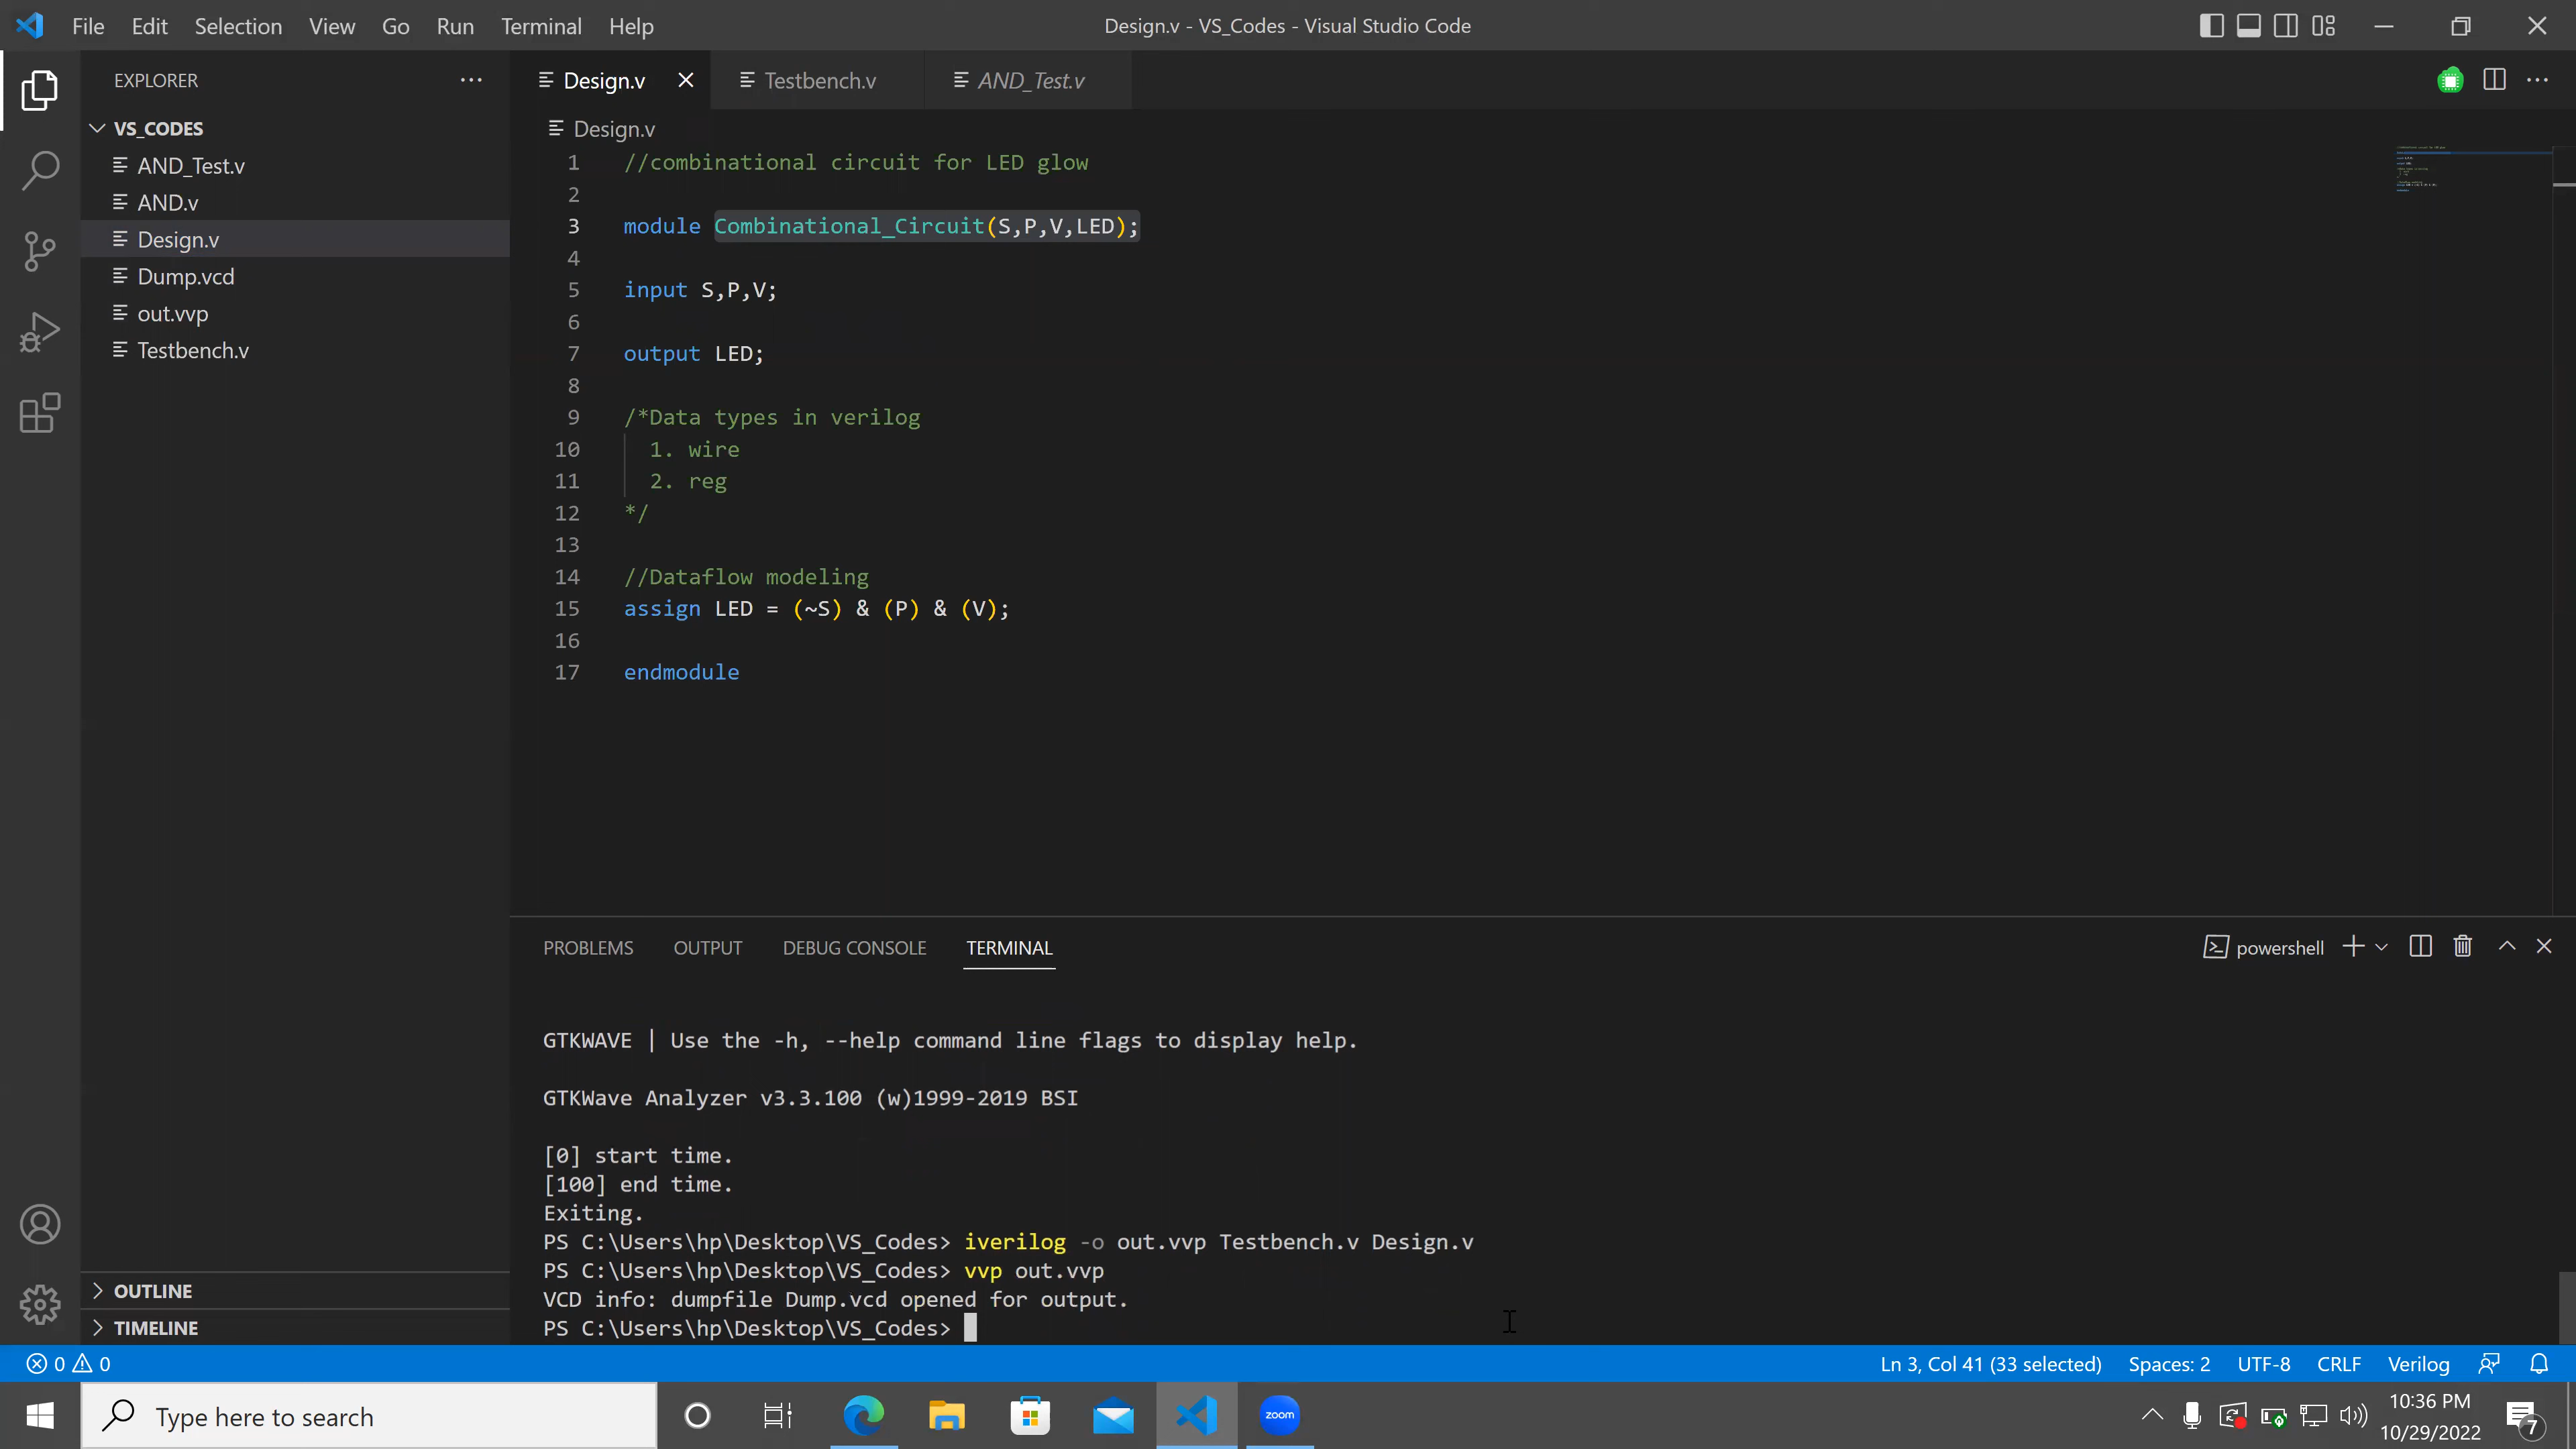 File Edit Selection View Go Run Terminal Help
Design.v - VS_Codes - Visual Studio Code
EXPLORER
VS_CODES
AND_Test.v
AND.v
Design.v
Dump.vcd
out.vvp
Testbench.v
OUTLINE
TIMELINE
Design.v Testbench.v AND_Test.v
Design.v
1 //combinational circuit for LED glow
2
3 module Combinational_Circuit(S,P,V,LED);
4
5 input S,P,V;
6
7 output LED;
8
9 /*Data types in verilog
10 1. wire
11 2. reg
12 */
13
14 //Dataflow modeling
15 assign LED = (~S) & (P) & (V);
16
17 endmodule
PROBLEMS OUTPUT DEBUG CONSOLE TERMINAL
powershell
GTKWAVE | Use the -h, --help command line flags to display help.
GTKWave Analyzer v3.3.100 (w)1999-2019 BSI
[0] start time.
[100] end time.
Exiting.
PS C:\Users\hp\Desktop\VS_Codes> iverilog -o out.vvp Testbench.v Design.v
PS C:\Users\hp\Desktop\VS_Codes> vvp out.vvp
VCD info: dumpfile Dump.vcd opened for output.
PS C:\Users\hp\Desktop\VS_Codes>
0 0
Ln 3, Col 41 (33 selected) Spaces: 2 UTF-8 CRLF Verilog
Type here to search
zoom
10:36 PM
10/29/2022
7